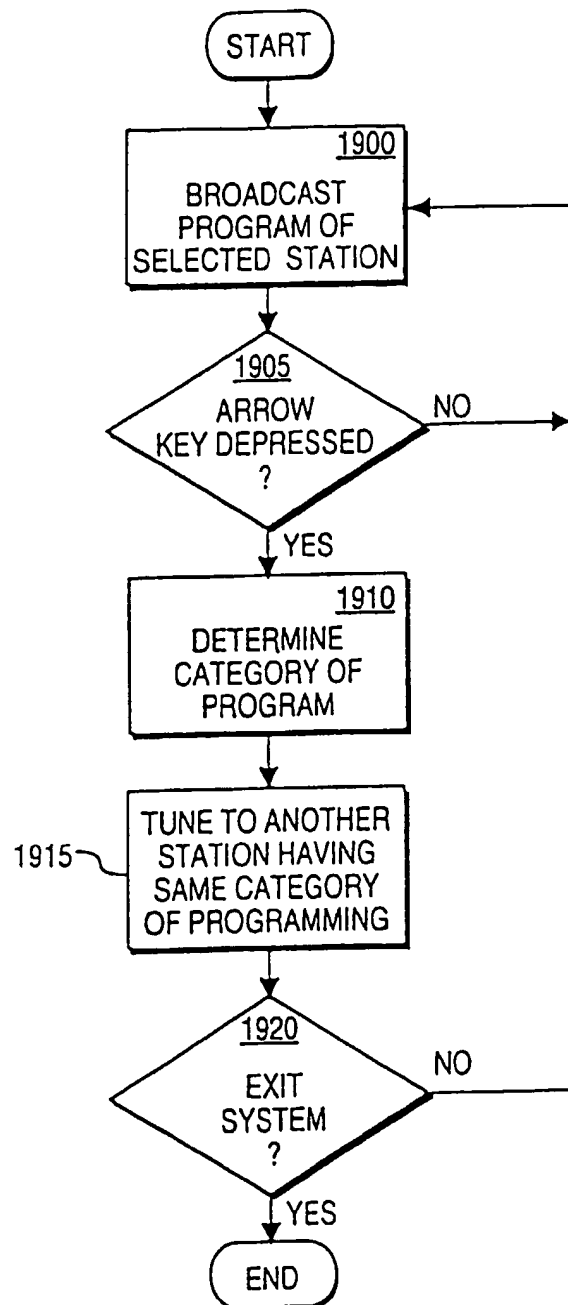 START
1900
BROADCAST
PROGRAM OF
SELECTED STATION
1905
ARROW
KEY DEPRESSED
?
NO
YES
1910
DETERMINE
CATEGORY OF
PROGRAM
1915
TUNE TO ANOTHER
STATION HAVING
SAME CATEGORY
OF PROGRAMMING
1920
EXIT
SYSTEM
?
NO
YES
END